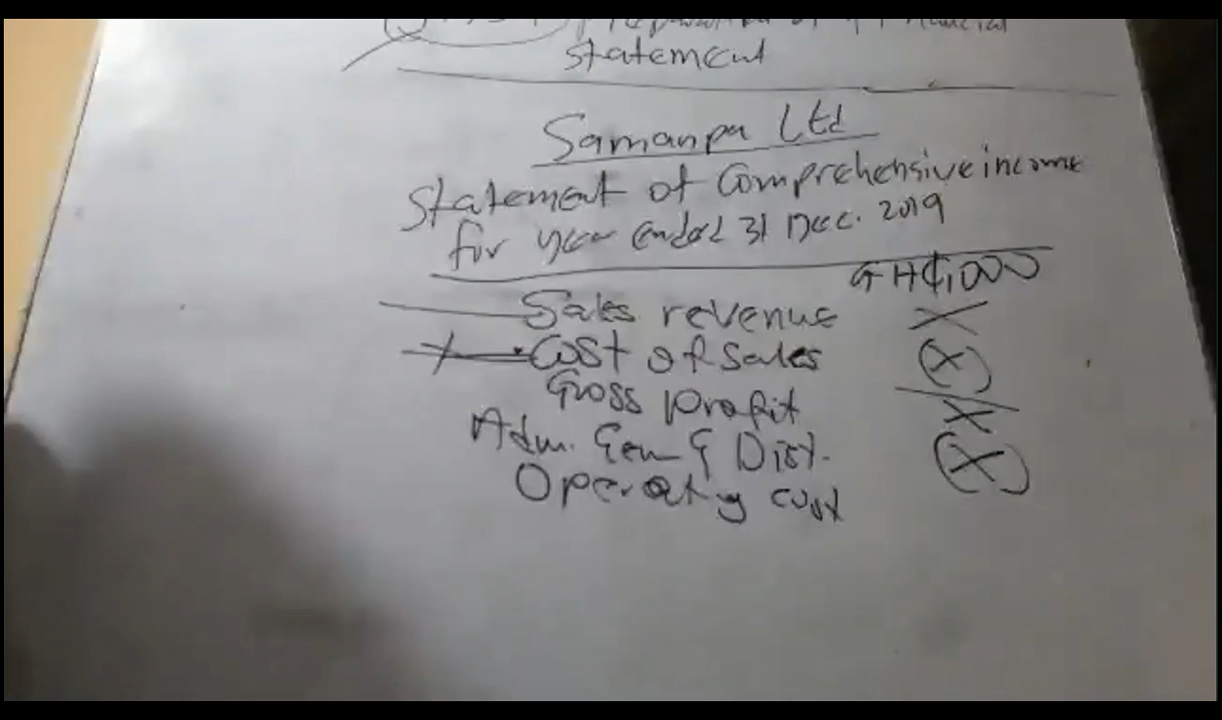 statement
Samanpa Ltd
Statement of Comprehensive income
for year ended 31 Dec. 2019
GH₵,000
Sales revenue X
Cost of sales (X)
Gross profit X
Adm. Gen & Dist. (X)
Operating cost